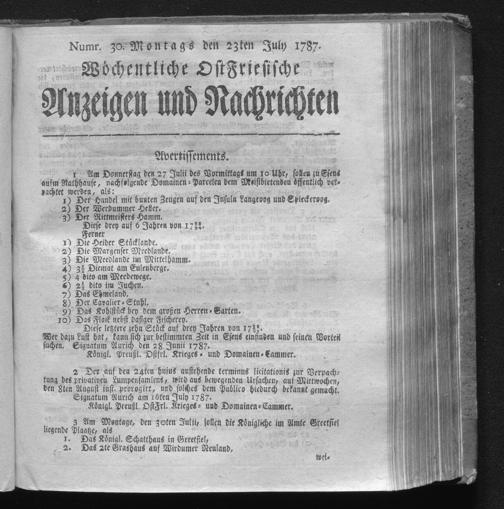 Numr. 30. Montags den 23ten July 1787.
Wöchentliche OstFriesische
Anzeigen und Nachrichten
Avertissements.
1 Am Donnerstag den 27 Julii des Vormittags um 10 Uhr, sollen zu Esens
aufm Rathhause, nachfolgende Domainen-Parcelen dem Meistbietenden öffentlich ver-
pachtet werden, als:
1) Der Handel mit bunten Zeugen auf den Insuln Langeoog und Spieckeroog.
2) Der Werdummer Heller.
3) Der Rittmeisters Hamm.
Diese drey auf 6 Jahren von 17
Ferner
1) Die Heider Stücklande.
2) Die Margenser Meedlande.
3) Die Meedlande im Mittelhamm.
4) 3½ Diemat am Eulenberge.
5) 4 dito am Meedewege.
6) 2½ dito im Juchen.
7) Das Ehmeland.
8) Der Cavalier-Stuhl.
9) Das Kohlstück bey dem großen Herren-Garten.
10) Das Flack nebst dasiger Fischerey.
Diese letztere zehn Stück auf drey Jahren von 17
Wer dazu Lust hat, kann sich zur bestimmten Zeit in Esens einfinden und seinen Vorteil
suchen. Signatum Aurich den 28 Junii 1787.
Königl. Preußl. Ostfrl. Krieges- und Domainen-Cammer.
2 Der auf den 24ten huius anstehende terminus licitationis zur Verpach-
tung des privativen Lumpensamlens, wird aus bewegenden Ursachen, auf Mittwochen,
den 8ten August inst. prorogirt, und solches dem Publico hiedurch bekannt gemacht.
Signatum Aurich am 16ten July 1787.
Königl. Preußl. OstFrl. Krieges- und Domainen-Cammer.
3 Am Montage, den 30ten Julii, sollen die Königliche im Amte Greetsiel
liegende Plaatze, als
1. Das Königl. Schatthaus in Greetsiel,
2. Das 2te Grashaus auf Wirdumer Neuland,
wel-